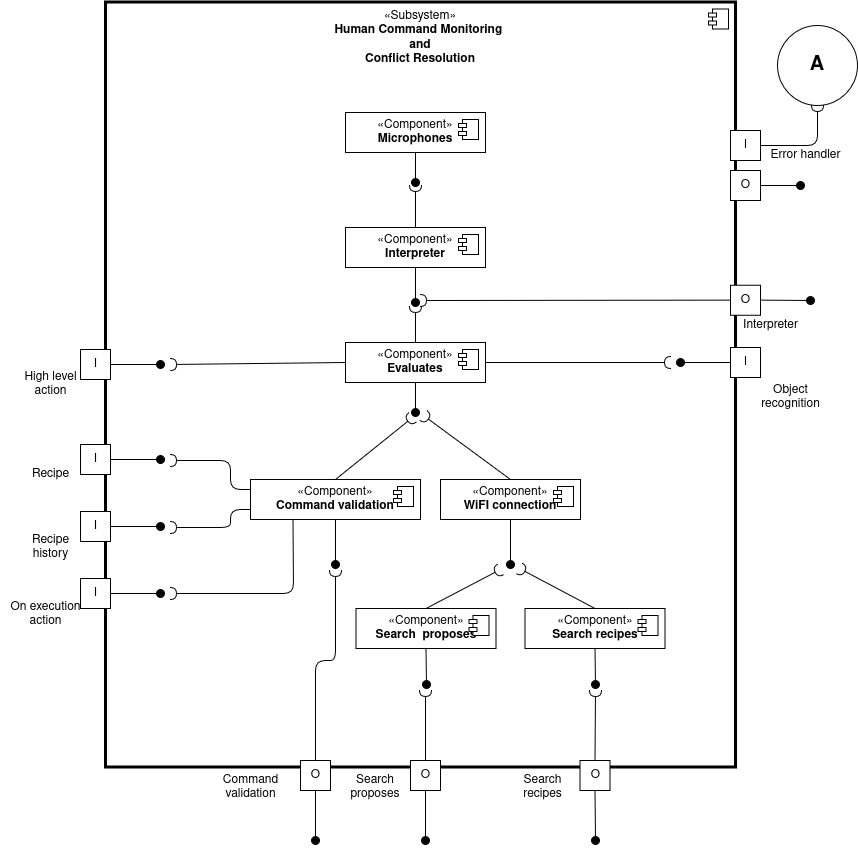 «Subsystem»
Human Command Monitoring
and
Conflict Resolution
A
«Component»
Microphones
I
Error handler
O
«Component»
Interpreter
O
Interpreter
«Component»
Evaluates
I
High level
action
I
Object
recognition
I
Recipe
«Component»
Command validation
«Component»
WiFI connection
I
Recipe
history
I
On execution
action
«Component»
Search proposes
«Component»
Search recipes
O
Command
validation
O
Search
proposes
O
Search
recipes